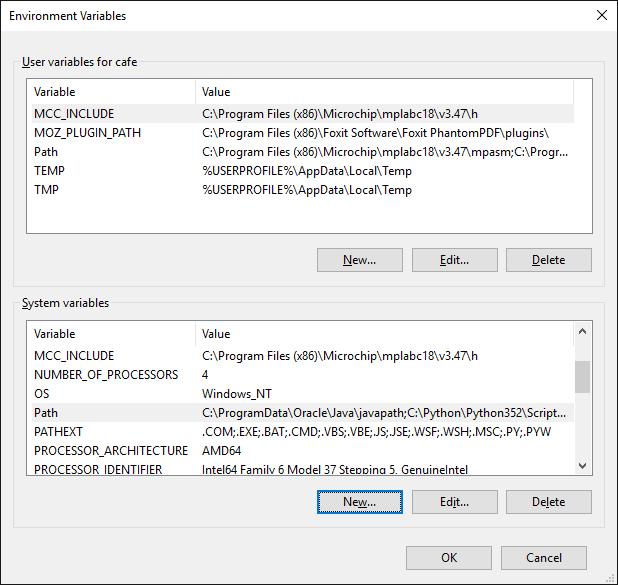 Environment Variables
User variables for cafe
Variable Value
MCC_INCLUDE C:\Program Files (x86)\Microchip\mplabc18\v3.47\h
MOZ_PLUGIN_PATH C:\Program Files (x86)\Foxit Software\Foxit PhantomPDF\plugins\
Path C:\Program Files (x86)\Microchip\mplabc18\v3.47\mpasm;C:\Progr...
TEMP %USERPROFILE%\AppData\Local\Temp
TMP %USERPROFILE%\AppData\Local\Temp
New... Edit... Delete
System variables
Variable Value
MCC_INCLUDE C:\Program Files (x86)\Microchip\mplabc18\v3.47\h
NUMBER_OF_PROCESSORS 4
OS Windows_NT
Path C:\ProgramData\Oracle\Java\javapath;C:\Python\Python352\Script...
PATHEXT .COM;.EXE;.BAT;.CMD;.VBS;.VBE;.JS;.JSE;.WSF;.WSH;.MSC;.PY;.PYW
PROCESSOR_ARCHITECTURE AMD64
PROCESSOR_IDENTIFIER Intel64 Family 6 Model 37 Stepping 5, GenuineIntel
New... Edit... Delete
OK Cancel